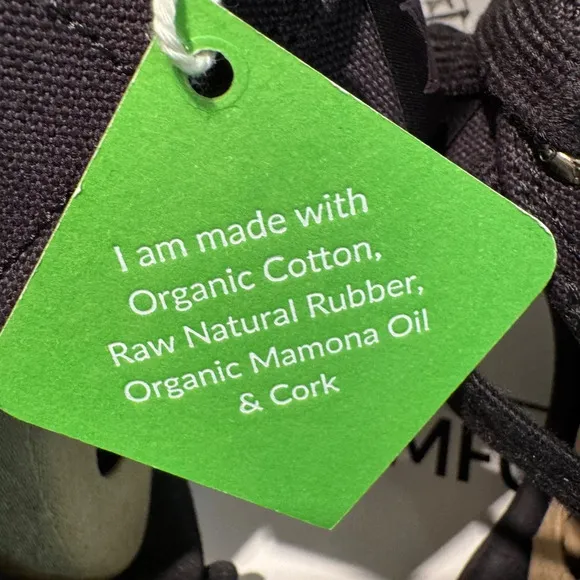 I am made with
Organic Cotton,
Raw Natural Rubber,
Organic Mamona Oil
& Cork